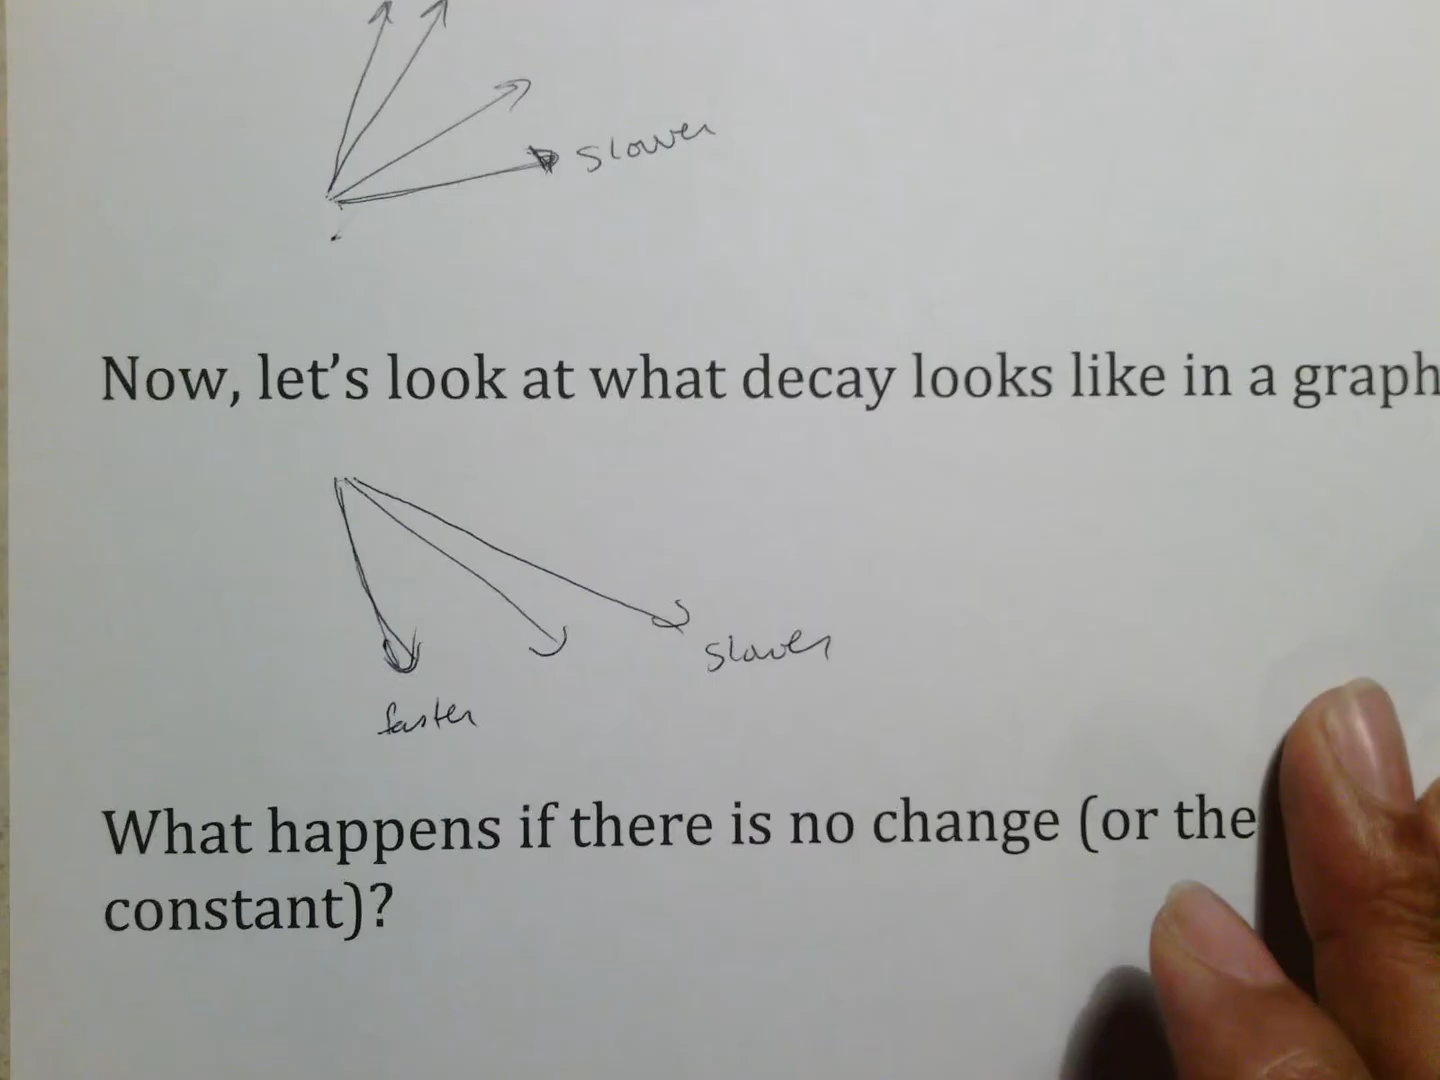 slower
Now, let's look at what decay looks like in a graph
slower
faster
What happens if there is no change (or the
constant)?